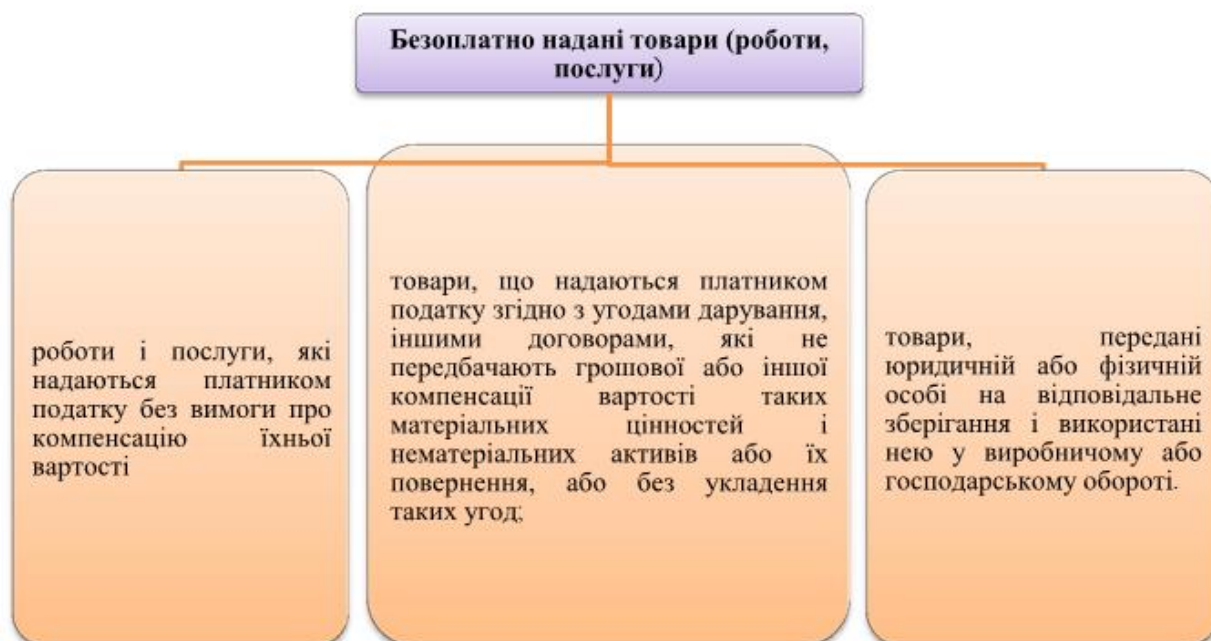 Безоплатно надані товари (роботи,
послуги)
роботи і послуги, які
надаються платником
податку без вимоги про
компенсацію їхньої
вартості
товари, що надаються платником
податку згідно з угодами дарування,
іншими договорами, які не
передбачають грошової або іншої
компенсації вартості таких
матеріальних цінностей і
нематеріальних активів або їх
повернення, або без укладення
таких угод;
товари, передані
юридичній або фізичній
особі на відповідальне
зберігання і використані
нею у виробничому або
господарському обороті.